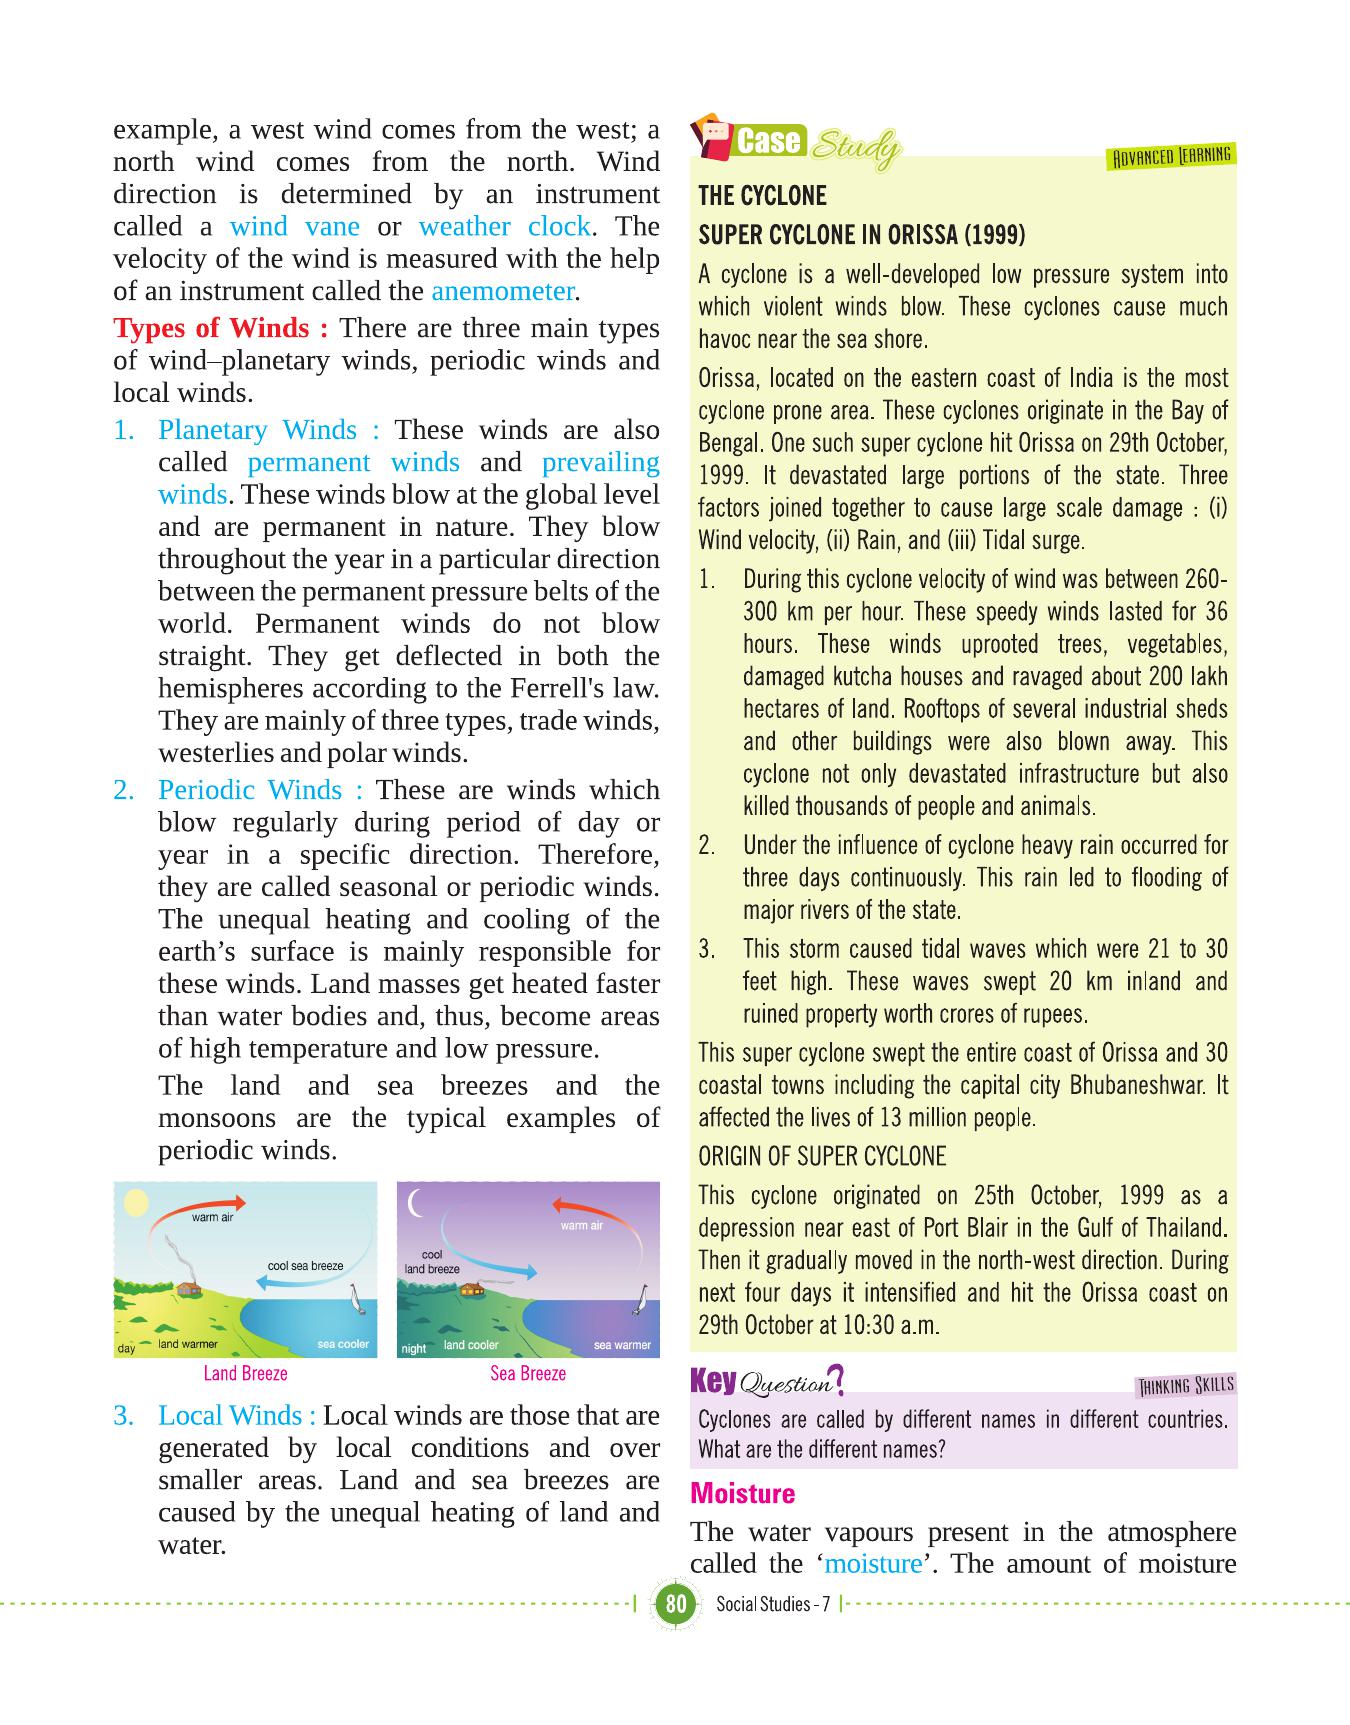 example, a west wind comes from the west; a
north wind comes from the north. Wind
direction is determined by an instrument
called a wind vane or weather clock. The
velocity of the wind is measured with the help
of an instrument called the anemometer.
Types of Winds : There are three main types
of wind–planetary winds, periodic winds and
local winds.
1. Planetary Winds : These winds are also
called permanent winds and prevailing
winds. These winds blow at the global level
and are permanent in nature. They blow
throughout the year in a particular direction
between the permanent pressure belts of the
world. Permanent winds do not blow
straight. They get deflected in both the
hemispheres according to the Ferrell's law.
They are mainly of three types, trade winds,
westerlies and polar winds.
2. Periodic Winds : These are winds which
blow regularly during period of day or
year in a specific direction. Therefore,
they are called seasonal or periodic winds.
The unequal heating and cooling of the
earth’s surface is mainly responsible for
these winds. Land masses get heated faster
than water bodies and, thus, become areas
of high temperature and low pressure.
The land and sea breezes and the
monsoons are the typical examples of
periodic winds.
warm air
cool sea breeze
day
land warmer
sea cooler
Land Breeze
warm air
cool
land breeze
night
land cooler
sea warmer
Sea Breeze
3. Local Winds : Local winds are those that are
generated by local conditions and over
smaller areas. Land and sea breezes are
caused by the unequal heating of land and
water.
Case Study
ADVANCED LEARNING
THE CYCLONE
SUPER CYCLONE IN ORISSA (1999)
A cyclone is a well-developed low pressure system into
which violent winds blow. These cyclones cause much
havoc near the sea shore.
Orissa, located on the eastern coast of India is the most
cyclone prone area. These cyclones originate in the Bay of
Bengal. One such super cyclone hit Orissa on 29th October,
1999. It devastated large portions of the state. Three
factors joined together to cause large scale damage : (i)
Wind velocity, (ii) Rain, and (iii) Tidal surge.
1. During this cyclone velocity of wind was between 260-
300 km per hour. These speedy winds lasted for 36
hours. These winds uprooted trees, vegetables,
damaged kutcha houses and ravaged about 200 lakh
hectares of land. Rooftops of several industrial sheds
and other buildings were also blown away. This
cyclone not only devastated infrastructure but also
killed thousands of people and animals.
2. Under the influence of cyclone heavy rain occurred for
three days continuously. This rain led to flooding of
major rivers of the state.
3. This storm caused tidal waves which were 21 to 30
feet high. These waves swept 20 km inland and
ruined property worth crores of rupees.
This super cyclone swept the entire coast of Orissa and 30
coastal towns including the capital city Bhubaneshwar. It
affected the lives of 13 million people.
ORIGIN OF SUPER CYCLONE
This cyclone originated on 25th October, 1999 as a
depression near east of Port Blair in the Gulf of Thailand.
Then it gradually moved in the north-west direction. During
next four days it intensified and hit the Orissa coast on
29th October at 10:30 a.m.
Key Question?
THINKING SKILLS
Cyclones are called by different names in different countries.
What are the different names?
Moisture
The water vapours present in the atmosphere
called the ‘moisture’. The amount of moisture
80 Social Studies - 7